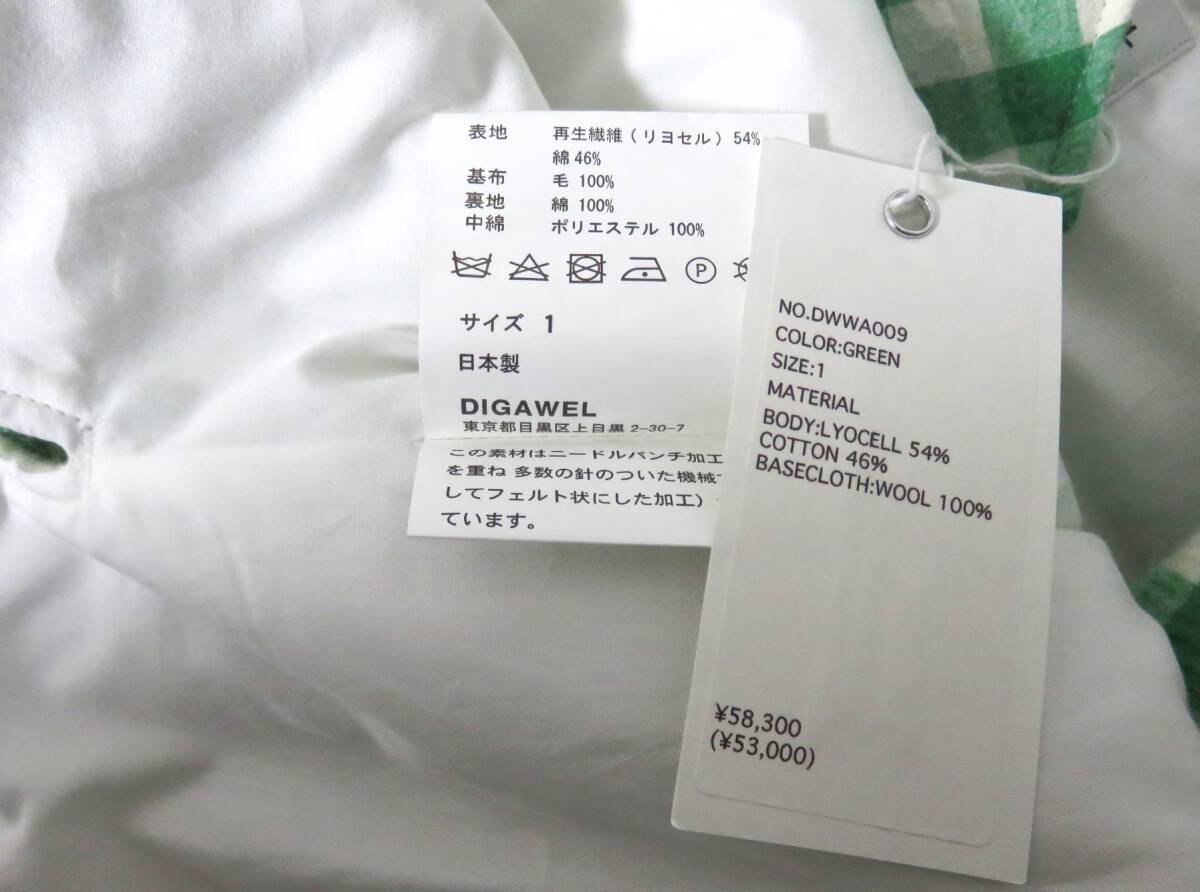 表地 再生繊維(リヨセル) 54%
綿 46%
基布 毛 100%
裏地 綿 100%
中綿 ポリエステル 100%
P
サイズ 1
日本製
DIGAWEL
東京都目黒区上目黒 2-30-7
この素材はニードルパンチ加工
を重ね 多数の針のついた機械
してフェルト状にした加工)
ています。
NO.DWWA009
COLOR:GREEN
SIZE:1
MATERIAL
BODY:LYOCELL 54%
COTTON 46%
BASECLOTH:WOOL 100%
¥58,300
(¥53,000)